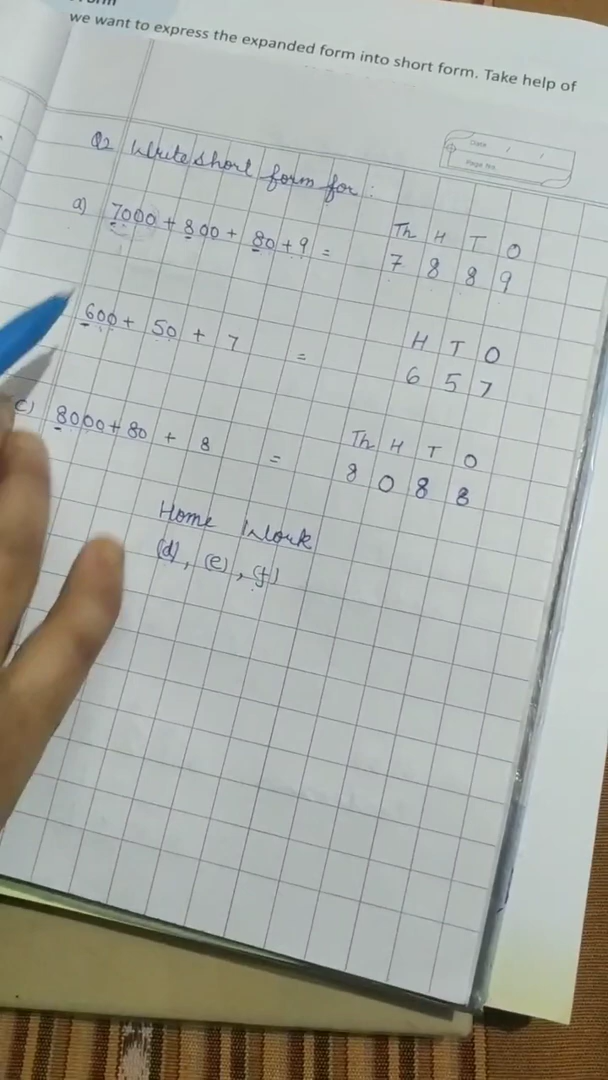 we want to express the expanded form into short form. Take help of
Date / /
Page No.
Q2 Write short form for:
a) 7000 + 800 + 80 + 9 = Th H T O
7 8 8 9
600 + 50 + 7 = H T O
6 5 7
c) 8000 + 80 + 8 = Th H T O
8 0 8 8
Home Work
(d), (e), (f)